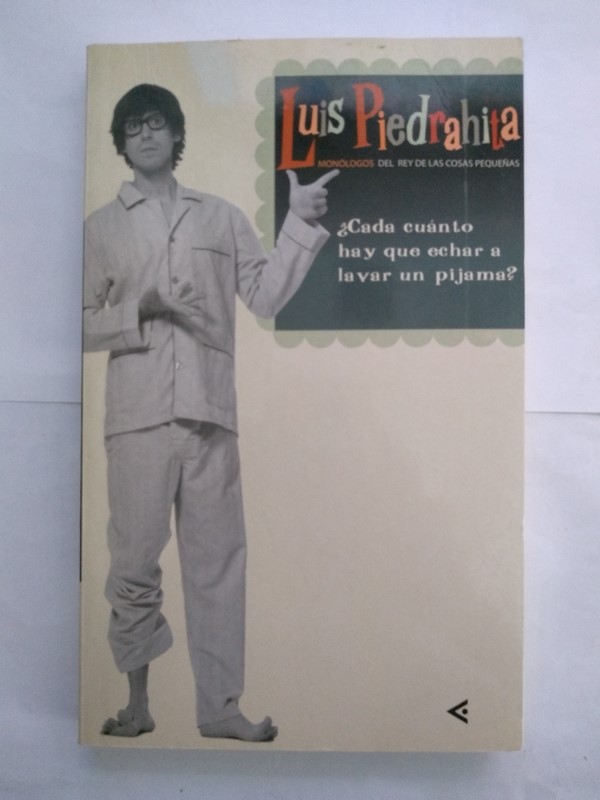 Luis Piedrahita
MONÓLOGOS DEL REY DE LAS COSAS PEQUEÑAS
¿Cada cuánto
hay que echar a
lavar un pijama?